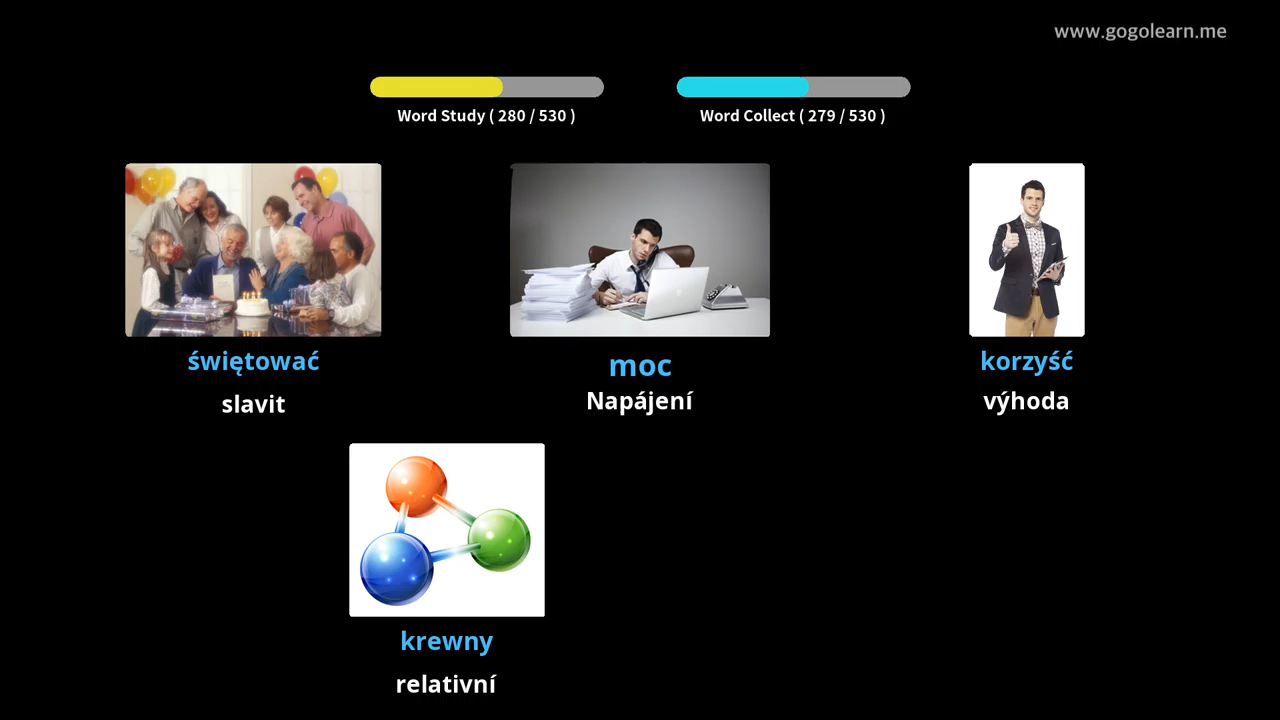 www.gogolearn.me
Word Study ( 280 / 530 )
Word Collect ( 279 / 530 )
świętować
slavit
moc
Napájení
korzyść
výhoda
krewny
relativní